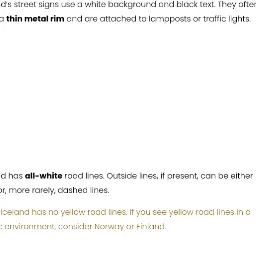 d's street signs use a white background and black text. They often
a thin metal rim and are attached to lampposts or traffic lights.
d has all-white road lines. Outside lines, if present, can be either
or, more rarely, dashed lines.
Iceland has no yellow road lines. If you see yellow road lines in a
c environment, consider Norway or Finland.